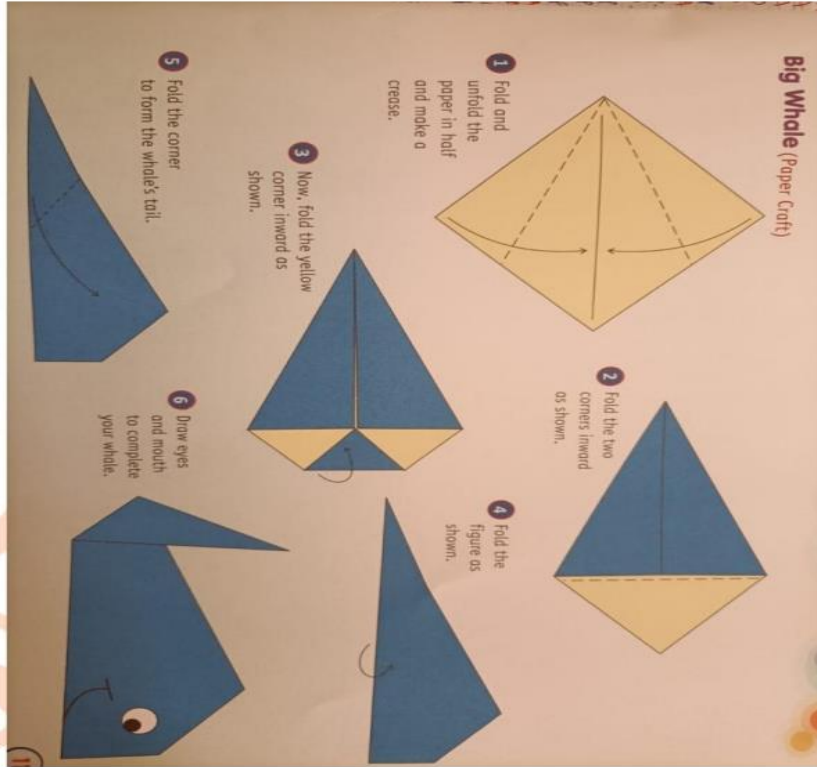 Big Whale (Paper Craft)
1 Fold and
unfold the
paper in half
and make a
crease.
2 Fold the two
corners inward
as shown.
3 Now, fold the yellow
corner inward as
shown.
4 Fold the
figure as
shown.
5 Fold the corner
to form the whale's tail.
6 Draw eyes
and mouth
to complete
your whale.